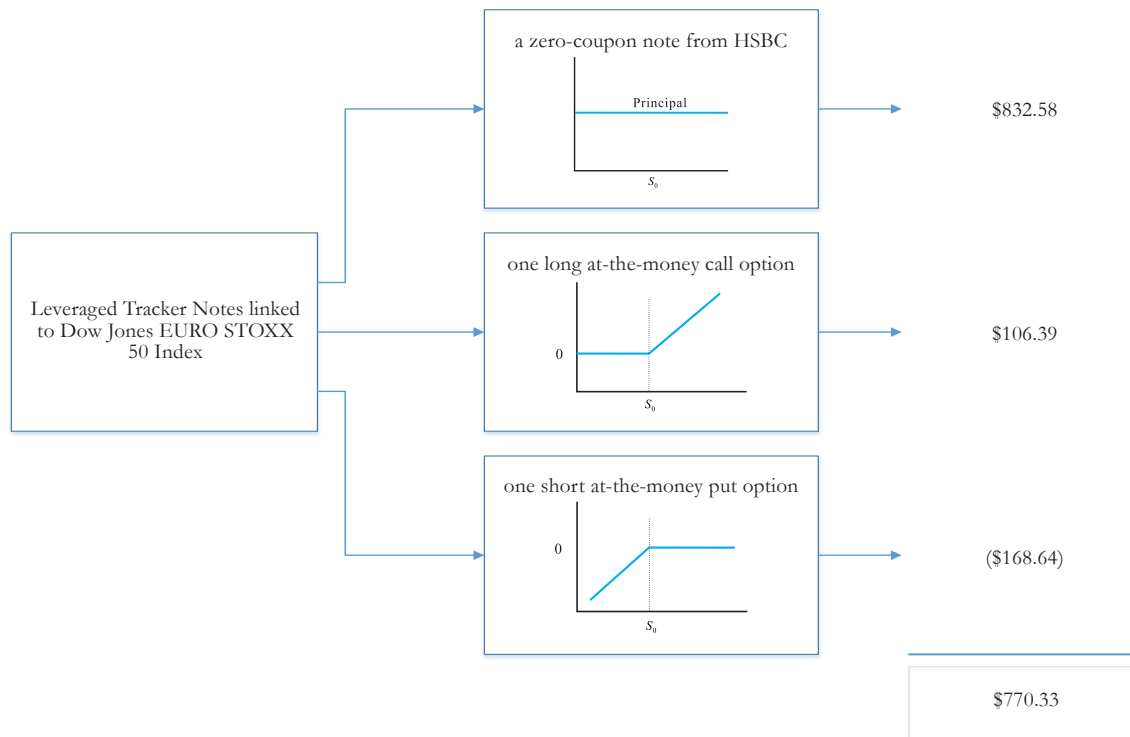 a zero-coupon note from HSBC
Principal
S₀
$832.58
Leveraged Tracker Notes linked
to Dow Jones EURO STOXX
50 Index
one long at-the-money call option
0
S₀
$106.39
one short at-the-money put option
0
S₀
($168.64)
$770.33